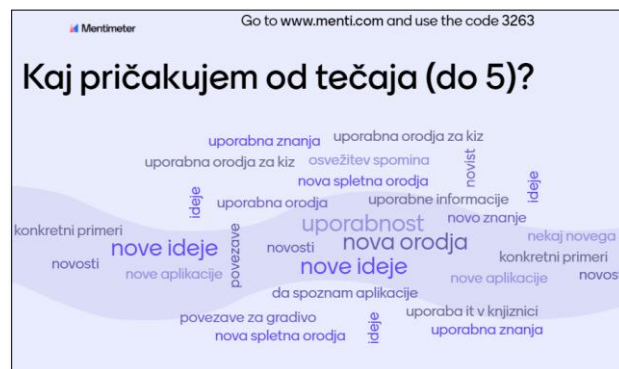 Mentimeter
Go to www.menti.com and use the code 3263
Kaj pričakujem od tečaja (do 5)?
uporabna znanja
uporabna orodja za kiz
uporabna orodja za kiz
osvežitev spomina
novist
nova spletna orodja
ideje
ideje
uporabna orodja
uporabne informacije
uporabnost
novo znanje
konkretni primeri
povezave
nekaj novega
nove ideje
novosti
nova orodja
konkretni primeri
novosti
nove ideje
nove aplikacije
nove aplikacije
novost
da spoznam aplikacije
povezave za gradivo
ideje
uporaba it v knjiznici
nova spletna orodja
uporabna znanja